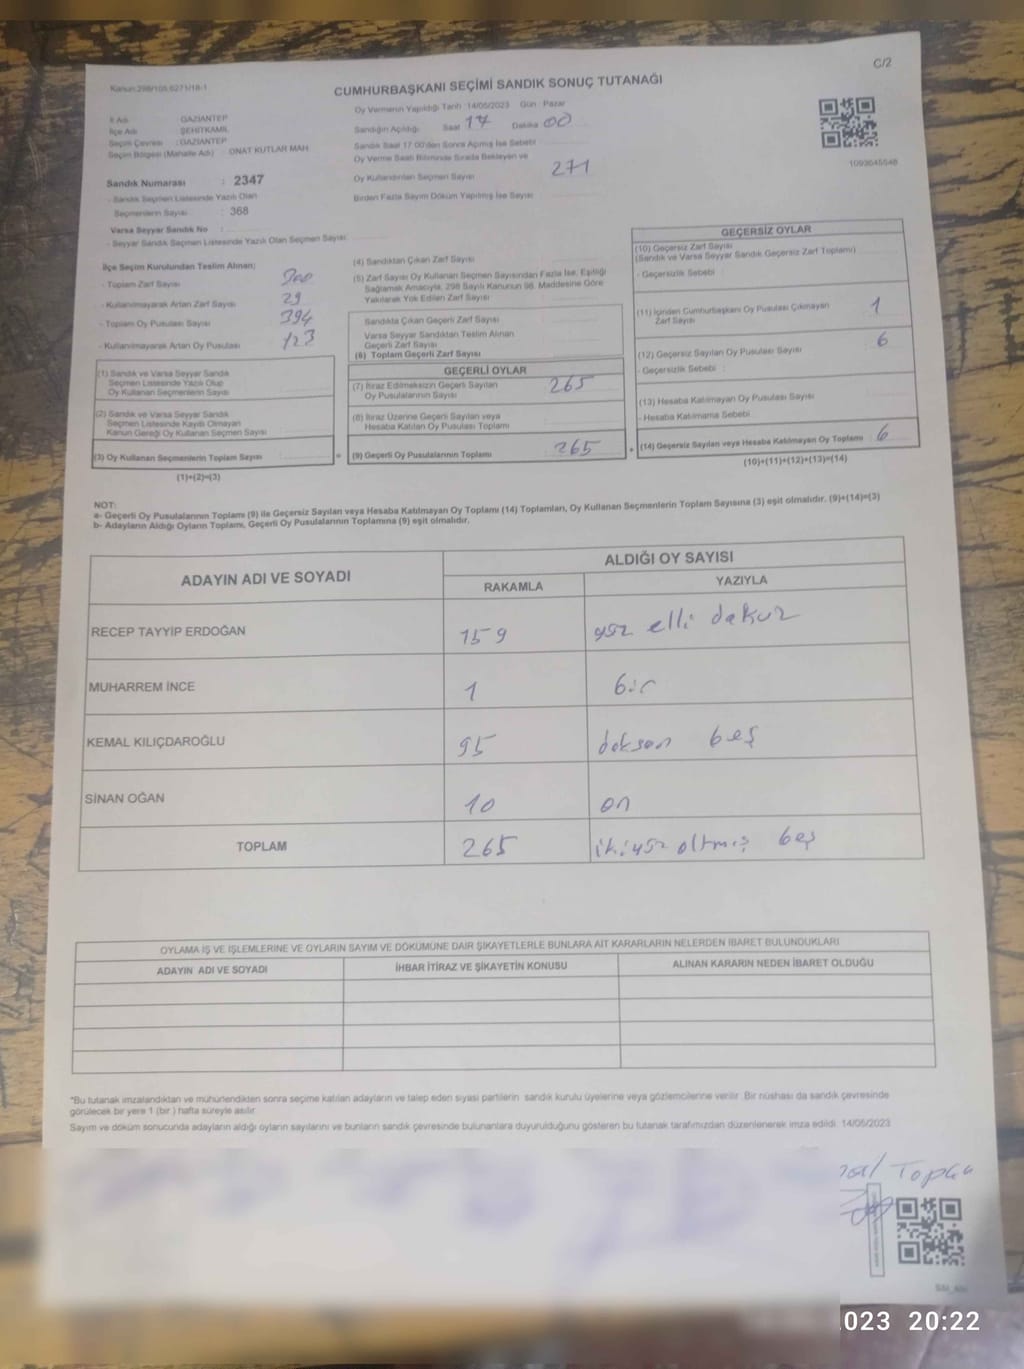 C/2
Kanun:298/105,6271/18-1
CUMHURBAŞKANI SEÇİMİ SANDIK SONUÇ TUTANAĞI
İl Adı : GAZİANTEP
İlçe Adı : ŞEHİTKAMİL
Seçim Çevresi : GAZİANTEP
Seçim Bölgesi (Mahalle Adı) : ONAT KUTLAR MAH
Sandık Numarası : 2347
- Sandık Seçmen Listesinde Yazılı Olan
Seçmenlerin Sayısı : 368
Varsa Seyyar Sandık No :
- Seyyar Sandık Seçmen Listesinde Yazılı Olan Seçmen Sayısı:
Oy Vermenin Yapıldığı Tarih :14/05/2023 Gün : Pazar
Sandığın Açıldığı Saat 17 Dakika 00
Sandık Saat 17:00'den Sonra Açılmış İse Sebebi
Oy Verme Saati Bitiminde Sırada Bekleyen ve
Oy Kullandırılan Seçmen Sayısı 271
Birden Fazla Sayım Döküm Yapılmış İse Sayısı
1093645548
İlçe Seçim Kurulundan Teslim Alınan;
- Toplam Zarf Sayısı
- Kullanılmayarak Artan Zarf Sayısı 29
- Toplam Oy Pusulası Sayısı 394
- Kullanılmayarak Artan Oy Pusulası 123
(1) Sandık ve Varsa Seyyar Sandık
Seçmen Listesinde Yazılı Olup
Oy Kullanan Seçmenlerin Sayısı
(2) Sandık ve Varsa Seyyar Sandık
Seçmen Listesinde Kayıtlı Olmayan
Kanun Gereği Oy Kullanan Seçmen Sayısı
(3) Oy Kullanan Seçmenlerin Toplam Sayısı
(1)+(2)=(3)
(4) Sandıktan Çıkan Zarf Sayısı
(5) Zarf Sayısı Oy Kullanan Seçmen Sayısından Fazla İse, Eşitliği
Sağlamak Amacıyla, 298 Sayılı Kanunun 98. Maddesine Göre
Yakılarak Yok Edilen Zarf Sayısı
Sandıkta Çıkan Geçerli Zarf Sayısı
Varsa Seyyar Sandıktan Teslim Alınan
Geçerli Zarf Sayısı
(6) Toplam Geçerli Zarf Sayısı
GEÇERLİ OYLAR
(7) İtiraz Edilmeksizin Geçerli Sayılan
Oy Pusulasının Sayısı 265
(8) İtiraz Üzerine Geçerli Sayılan veya
Hesaba Katılan Oy Pusulası Toplamı
(9) Geçerli Oy Pusulalarının Toplamı 265
GEÇERSİZ OYLAR
(10) Geçersiz Zarf Sayısı
(Sandık ve Varsa Seyyar Sandık Geçersiz Zarf Toplamı)
- Geçersizlik Sebebi :
(11) İçinden Cumhurbaşkanı Oy Pusulası Çıkmayan
Zarf Sayısı 1
(12) Geçersiz Sayılan Oy Pusulası Sayısı 6
- Geçersizlik Sebebi :
(13) Hesaba Katılmayan Oy Pusulası Sayısı
- Hesaba Katılmama Sebebi :
(14) Geçersiz Sayılan veya Hesaba Katılmayan Oy Toplamı 6
(10)+(11)+(12)+(13)=(14)
NOT:
a- Geçerli Oy Pusulalarının Toplamı (9) ile Geçersiz Sayılan veya Hesaba Katılmayan Oy Toplamı (14) Toplamları, Oy Kullanan Seçmenlerin Toplam Sayısına (3) eşit olmalıdır. (9)+(14)=(3)
b- Adayların Aldığı Oyların Toplamı, Geçerli Oy Pusulalarının Toplamına (9) eşit olmalıdır.
ADAYIN ADI VE SOYADI
ALDIĞI OY SAYISI
RAKAMLA YAZIYLA
RECEP TAYYİP ERDOĞAN 159 yüz elli dokuz
MUHARREM İNCE 1 bir
KEMAL KILIÇDAROĞLU 95 doksan beş
SİNAN OĞAN 10 on
TOPLAM 265 ikiyüz altmış beş
OYLAMA İŞ VE İŞLEMLERİNE VE OYLARIN SAYIM VE DÖKÜMÜNE DAİR ŞİKAYETLERLE BUNLARA AİT KARARLARIN NELERDEN İBARET BULUNDUKLARI
ADAYIN ADI VE SOYADI İHBAR İTİRAZ VE ŞİKAYETİN KONUSU ALINAN KARARIN NEDEN İBARET OLDUĞU
*Bu tutanak imzalandıktan ve mühürlendikten sonra seçime katılan adayların ve talep eden siyasi partilerin sandık kurulu üyelerine veya gözlemcilerine verilir. Bir nüshası da sandık çevresinde
görülecek bir yere 1 (bir ) hafta süreyle asılır.
Sayım ve döküm sonucunda adayların aldığı oyların sayılarını ve bunların sandık çevresinde bulunanlara duyurulduğunu gösteren bu tutanak tarafımızdan düzenlenerek imza edildi. 14/05/2023
.023 20:22